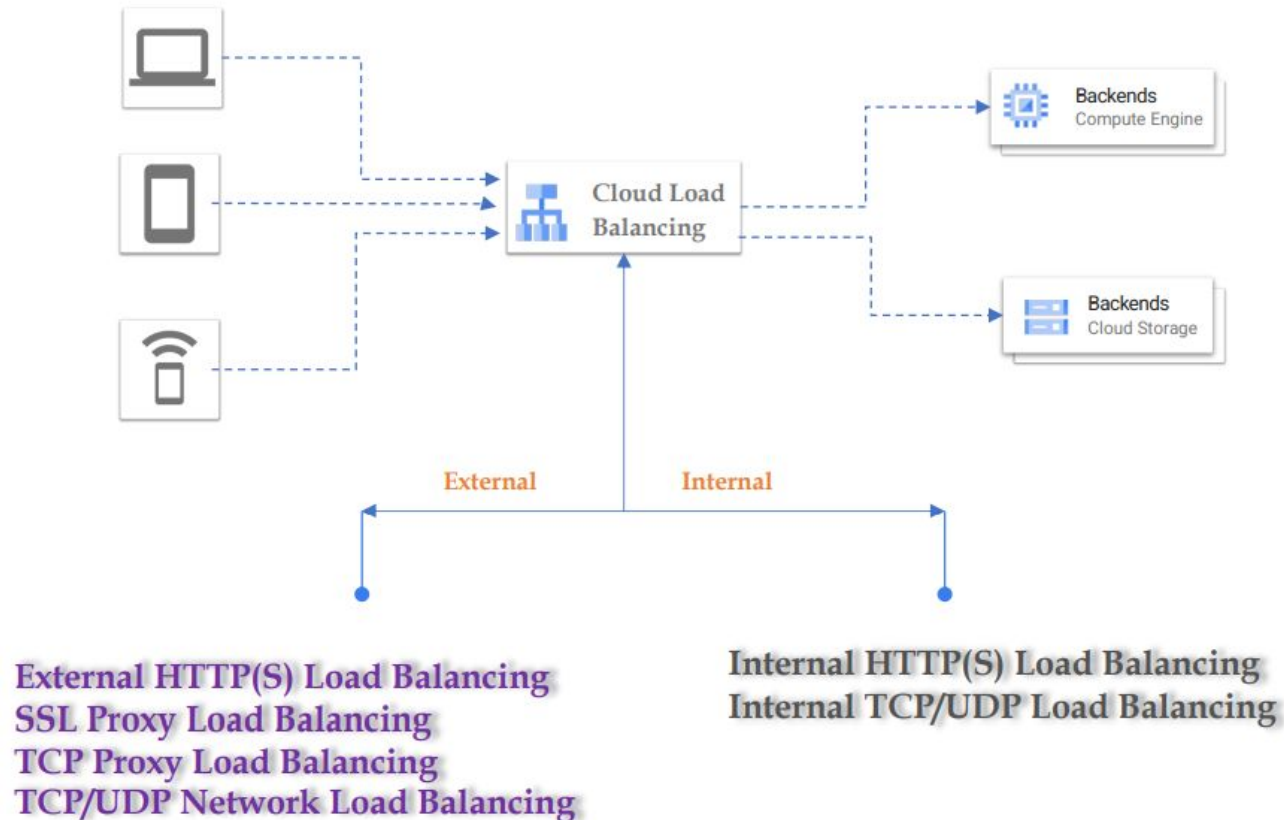 Backends
Compute Engine
Cloud Load
Balancing
Backends
Cloud Storage
External
Internal
External HTTP(S) Load Balancing
SSL Proxy Load Balancing
TCP Proxy Load Balancing
TCP/UDP Network Load Balancing
Internal HTTP(S) Load Balancing
Internal TCP/UDP Load Balancing